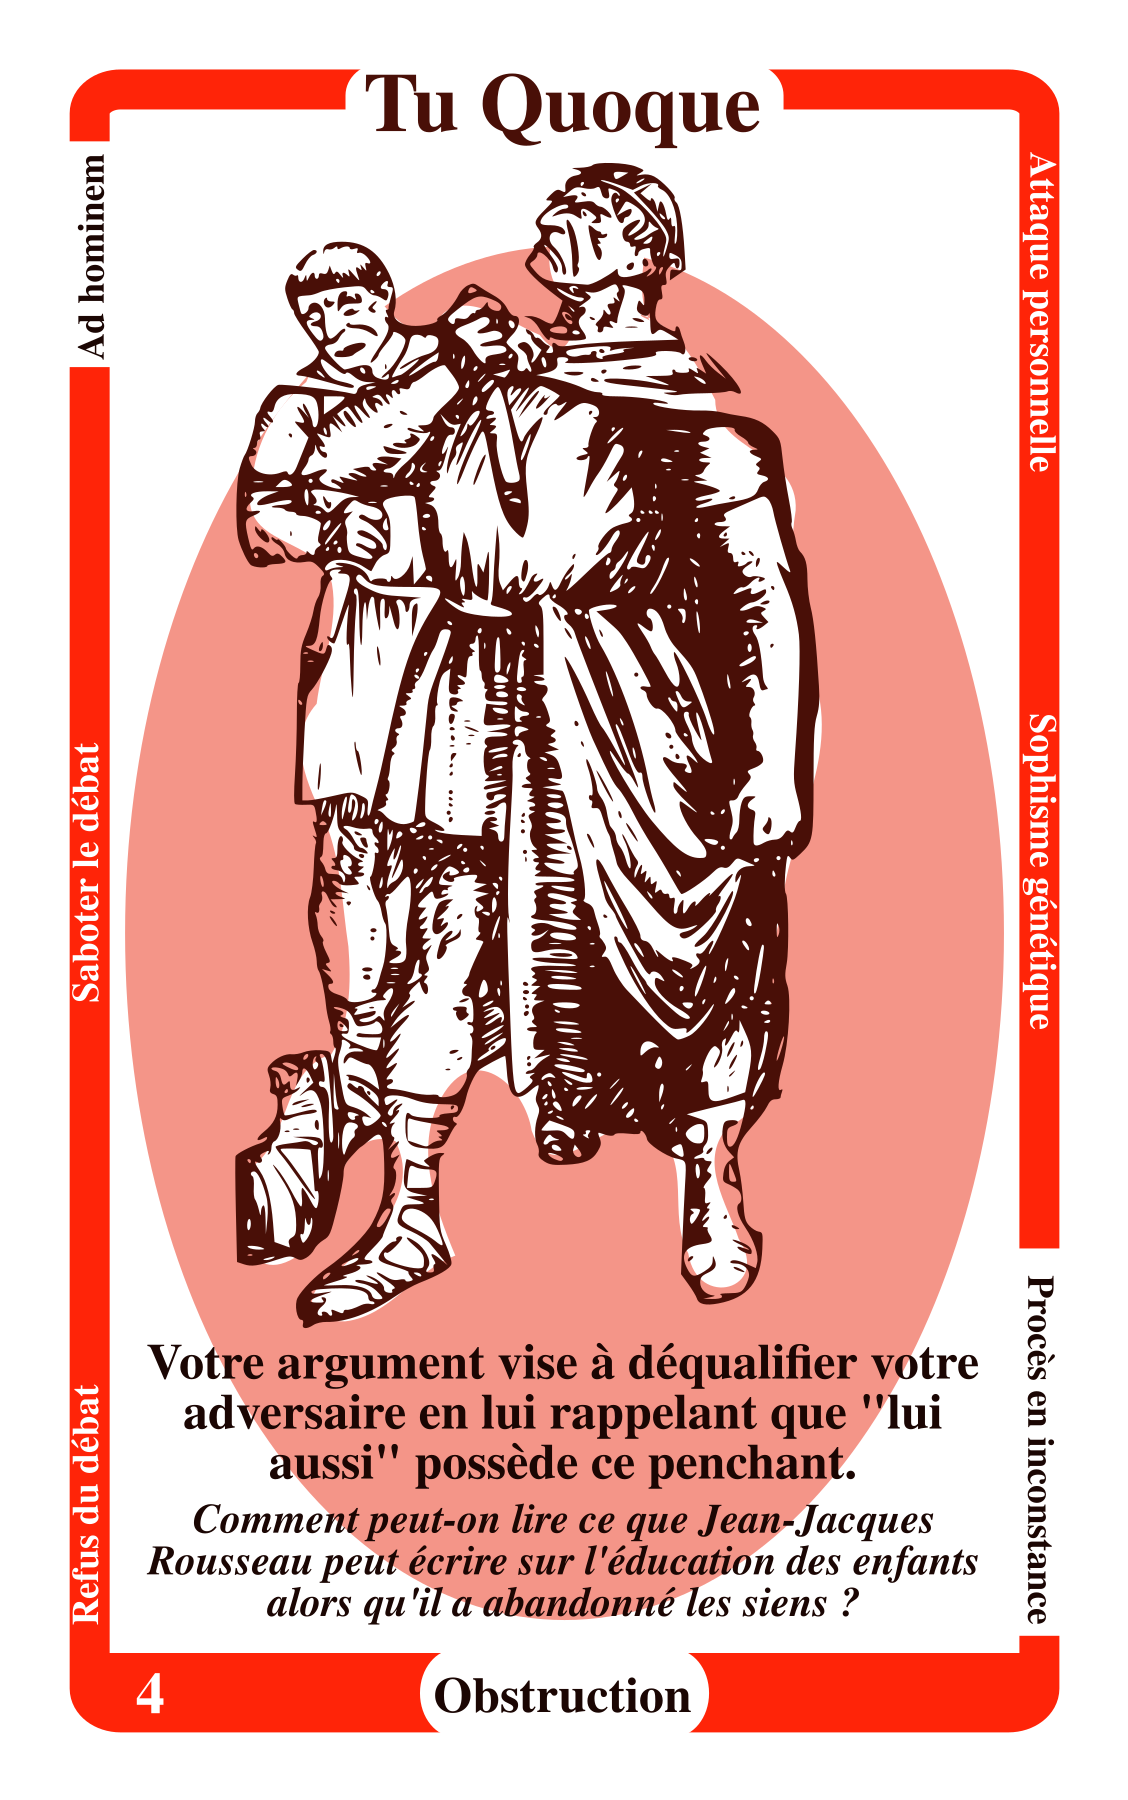 Tu Quoque
Ad hominem
Saboter le débat
Refus du débat
Attaque personnelle
Sophisme génétique
Procès en inconstance
Votre argument vise à déqualifier votre
adversaire en lui rappelant que "lui
aussi" possède ce penchant.
Comment peut-on lire ce que Jean-Jacques
Rousseau peut écrire sur l'éducation des enfants
alors qu'il a abandonné les siens ?
4
Obstruction